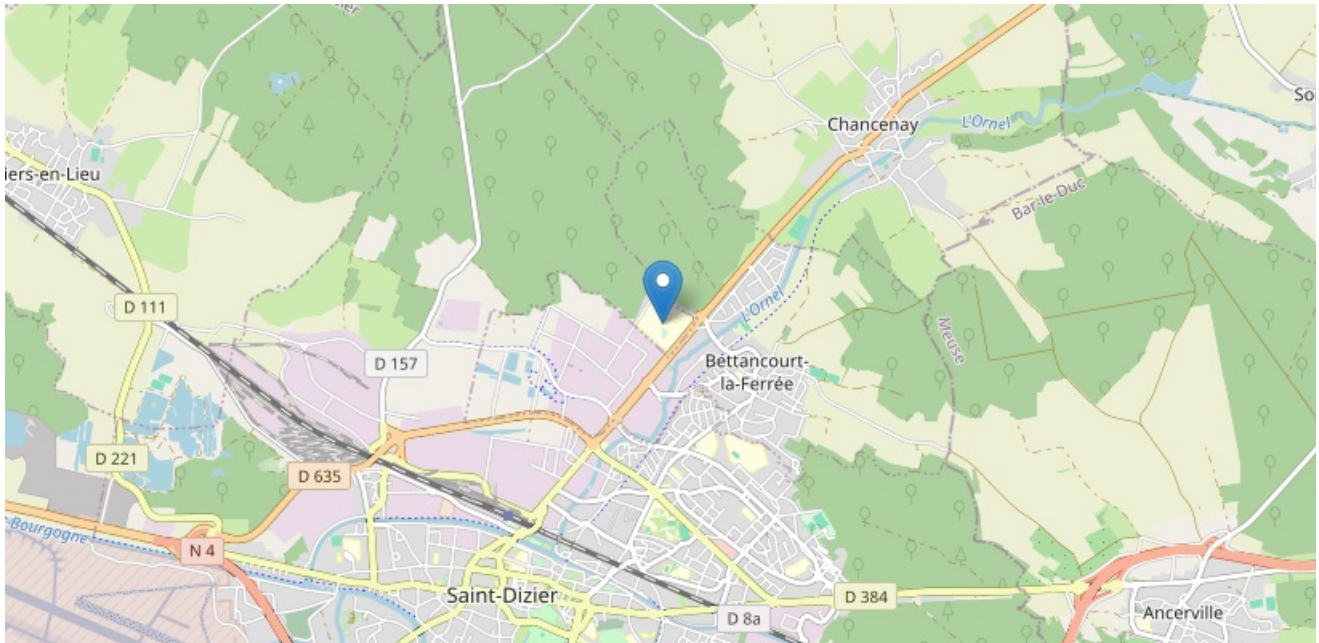 Chancenay
L'Ornel
So
iers-en-Lieu
Bar-le-Duc
D 111
L'Ornel
Meuse
D 157
Bettancourt-
la-Ferrée
D 221
D 635
-Bourgogne
N 4
Saint-Dizier
D 384
D 8a
Ancerville